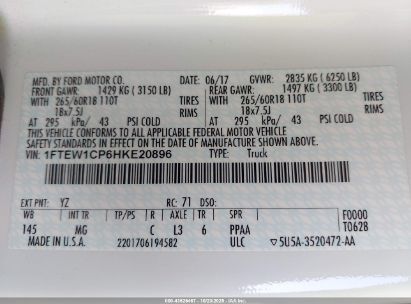 MFD. BY FORD MOTOR CO.
DATE: 06/17 GVWR: 2835 KG ( 6250 LB)
FRONT GAWR: 1429 KG ( 3150 LB) REAR GAWR: 1497 KG ( 3300 LB)
WITH 265/60R18 110T TIRES WITH 265/60R18 110T TIRES
18x7.5J RIMS 18x7.5J RIMS
AT 295 kPa/ 43 PSI COLD AT 295 kPa/ 43 PSI COLD
THIS VEHICLE CONFORMS TO ALL APPLICABLE FEDERAL MOTOR VEHICLE
SAFETY STANDARDS IN EFFECT ON THE DATE OF MANUFACTURE SHOWN ABOVE.
VIN: 1FTEW1CP6HKE20896 TYPE: Truck
EXT PNT: YZ RC: 71 DSO:
WB INT TR TP/PS R AXLE TR SPR
145 MG C L3 6 PPAA
F0000
T0628
MADE IN U.S.A. 2201706194582 ULC ▽5U5A-3520472-AA